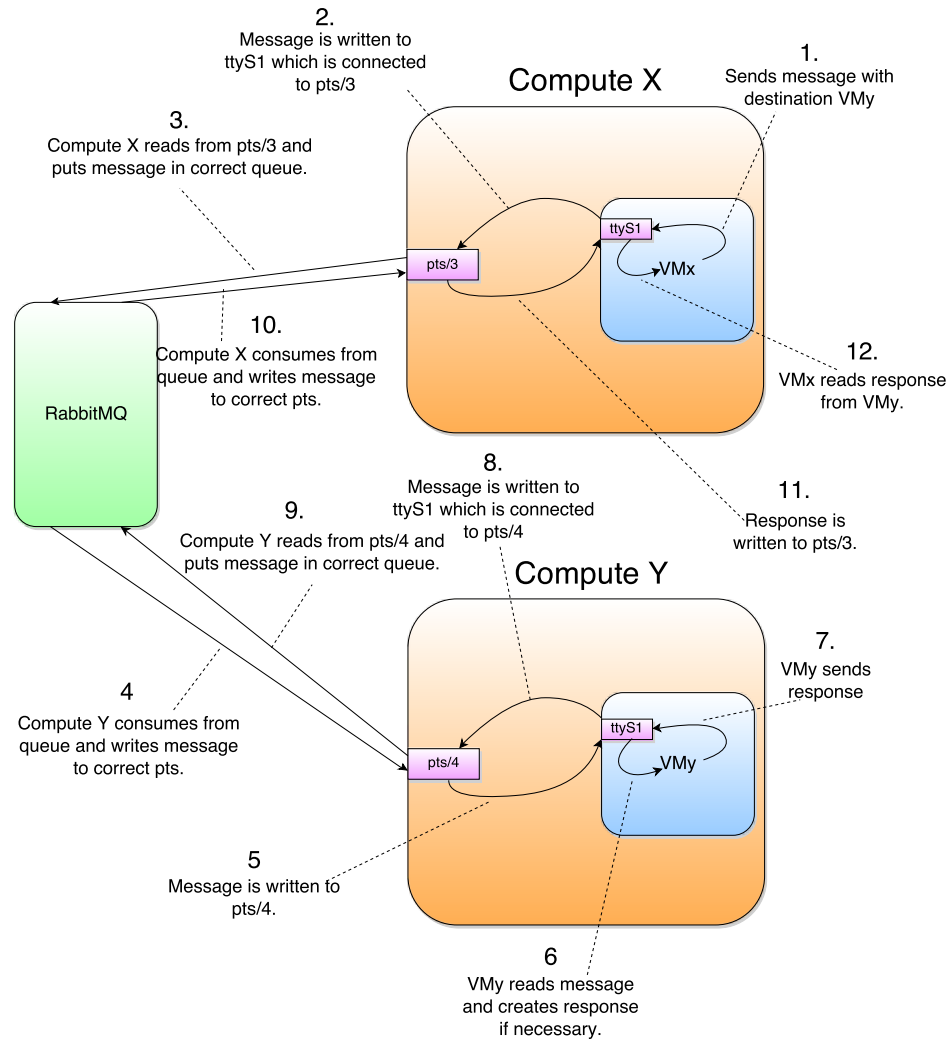 2.
Message is written to
ttyS1 which is connected
to pts/3
1.
Sends message with
destination VMy
Compute X
3.
Compute X reads from pts/3 and
puts message in correct queue.
ttyS1
VMx
pts/3
10.
Compute X consumes from
queue and writes message
to correct pts.
12.
VMx reads response
from VMy.
RabbitMQ
8.
Message is written to
ttyS1 which is connected
to pts/4
11.
Response is
written to pts/3.
9.
Compute Y reads from pts/4 and
puts message in correct queue.
Compute Y
7.
VMy sends
response
4
Compute Y consumes from
queue and writes message
to correct pts.
ttyS1
VMy
pts/4
5
Message is written to
pts/4.
6
VMy reads message
and creates response
if necessary.